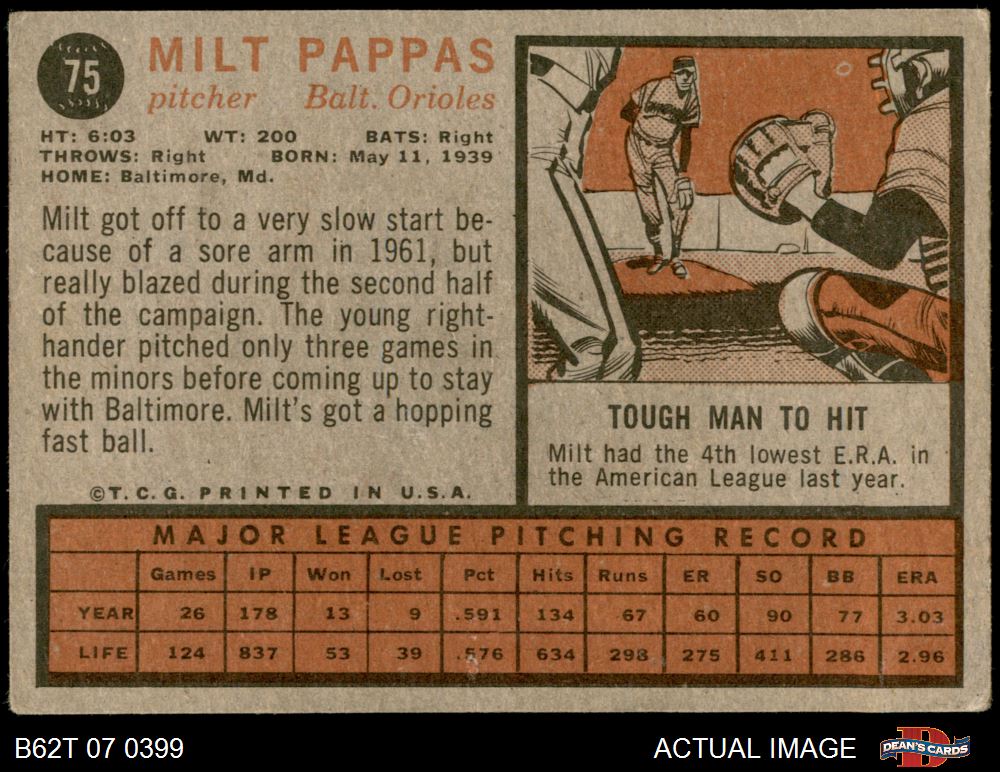 75
MILT PAPPAS
pitcher Balt. Orioles
HT: 6:03 WT: 200 BATS: Right
THROWS: Right BORN: May 11, 1939
HOME: Baltimore, Md.
Milt got off to a very slow start be-
cause of a sore arm in 1961, but
really blazed during the second half
of the campaign. The young right-
hander pitched only three games in
the minors before coming up to stay
with Baltimore. Milt's got a hopping
fast ball.
©T.C.G. PRINTED IN U.S.A.
TOUGH MAN TO HIT
Milt had the 4th lowest E.R.A. in
the American League last year.
MAJOR LEAGUE PITCHING RECORD
Games IP Won Lost Pct Hits Runs ER SO BB ERA
YEAR 26 178 13 9 .591 134 67 60 90 77 3.03
LIFE 124 837 53 39 .576 634 298 275 411 286 2.96
B62T 07 0399
ACTUAL IMAGE
D
DEAN'S CARDS